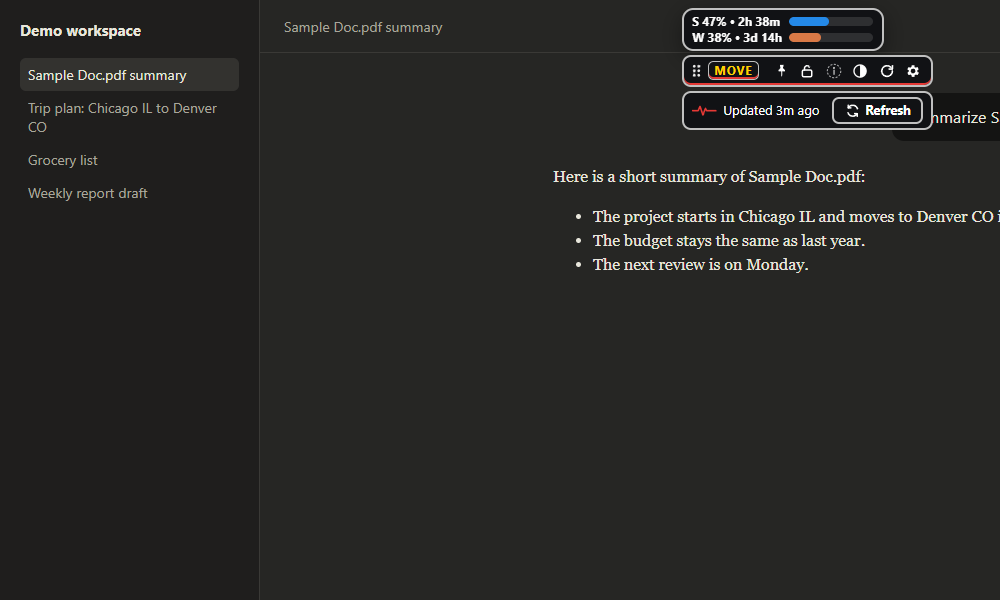 Demo workspace
Sample Doc.pdf summary
Trip plan: Chicago IL to Denver
CO
Grocery list
Weekly report draft
Sample Doc.pdf summary
S 47% • 2h 38m
W 38% • 3d 14h
MOVE
Updated 3m ago
Refresh
Here is a short summary of Sample Doc.pdf:
• The project starts in Chicago IL and moves to Denver CO
• The budget stays the same as last year.
• The next review is on Monday.